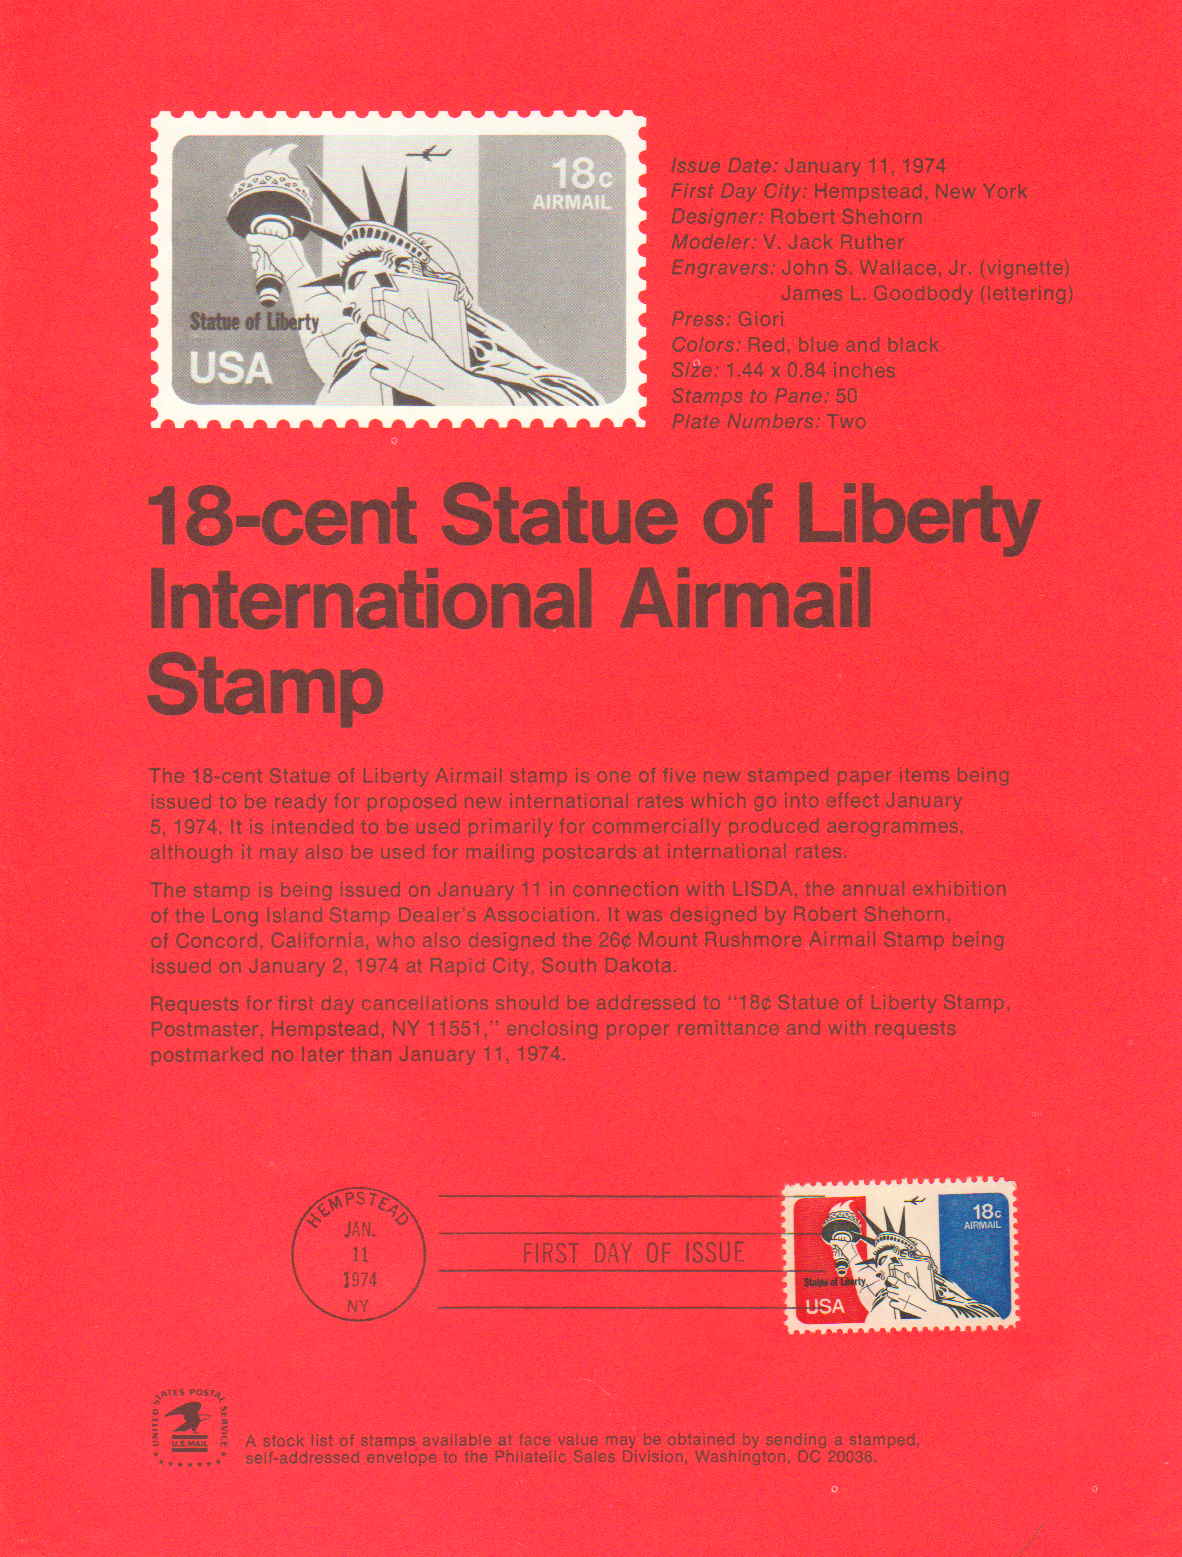 18c
AIRMAIL
Statue of Liberty
USA
Issue Date: January 11, 1974
First Day City: Hempstead, New York
Designer: Robert Shehorn
Modeler: V. Jack Ruther
Engravers: John S. Wallace, Jr. (vignette)
James L. Goodbody (lettering)
Press: Giori
Colors: Red, blue and black
Size: 1.44 x 0.84 inches
Stamps to Pane: 50
Plate Numbers: Two
18-cent Statue of Liberty
International Airmail
Stamp
The 18-cent Statue of Liberty Airmail stamp is one of five new stamped paper items being
issued to be ready for proposed new international rates which go into effect January
5, 1974. It is intended to be used primarily for commercially produced aerogrammes,
although it may also be used for mailing postcards at international rates.
The stamp is being issued on January 11 in connection with LISDA, the annual exhibition
of the Long Island Stamp Dealer's Association. It was designed by Robert Shehorn,
of Concord, California, who also designed the 26¢ Mount Rushmore Airmail Stamp being
issued on January 2, 1974 at Rapid City, South Dakota.
Requests for first day cancellations should be addressed to "18¢ Statue of Liberty Stamp,
Postmaster, Hempstead, NY 11551," enclosing proper remittance and with requests
postmarked no later than January 11, 1974.
HEMPSTEAD
JAN.
11
1974
NY
FIRST DAY OF ISSUE
18c
AIRMAIL
Statue of Liberty
USA
UNITED STATES POSTAL SERVICE
U.S. MAIL
A stock list of stamps available at face value may be obtained by sending a stamped,
self-addressed envelope to the Philatelic Sales Division, Washington, DC 20036.